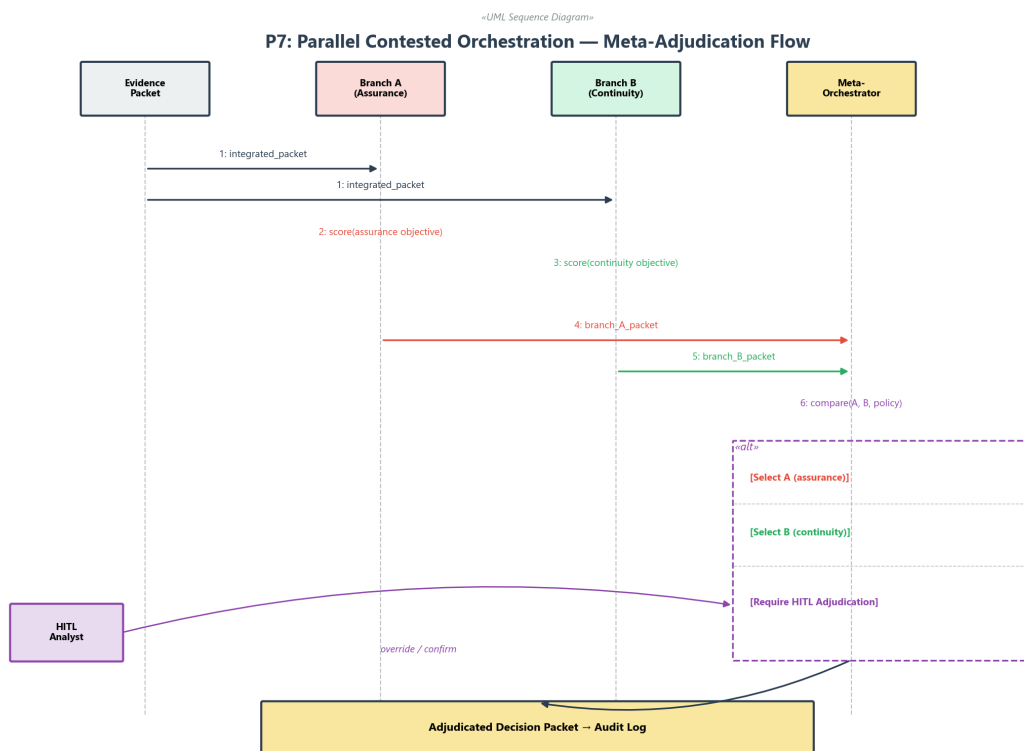 «UML Sequence Diagram»
P7: Parallel Contested Orchestration — Meta-Adjudication Flow
Evidence
Packet
Branch A
(Assurance)
Branch B
(Continuity)
Meta-
Orchestrator
1: integrated_packet
1: integrated_packet
2: score(assurance objective)
3: score(continuity objective)
4: branch_A_packet
5: branch_B_packet
6: compare(A, B, policy)
«alt»
[Select A (assurance)]
[Select B (continuity)]
[Require HITL Adjudication]
HITL
Analyst
override / confirm
Adjudicated Decision Packet → Audit Log